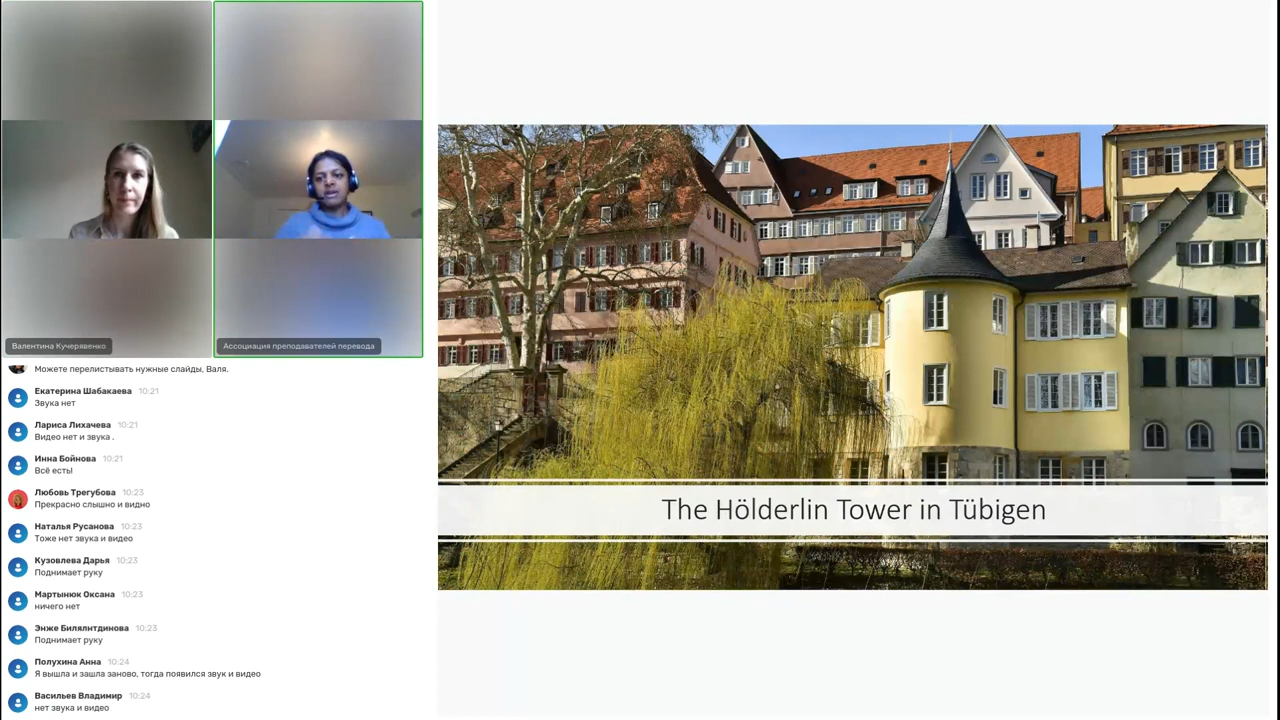 Валентина Кучерявенко
Ассоциация преподавателей перевода
Можете перелистывать нужные слайды, Валя.
Екатерина Шабакаева 10:21
Звука нет
Лариса Лихачева 10:21
Видео нет и звука .
Инна Бойнова 10:21
Всё есть!
Любовь Трегубова 10:23
Прекрасно слышно и видно
Наталья Русанова 10:23
Тоже нет звука и видео
Кузовлева Дарья 10:23
Поднимает руку
Мартынюк Оксана 10:23
ничего нет
Энже Билялнтдинова 10:23
Поднимает руку
Полухина Анна 10:24
Я вышла и зашла заново, тогда появился звук и видео
Васильев Владимир 10:24
нет звука и видео
The Hölderlin Tower in Tübigen